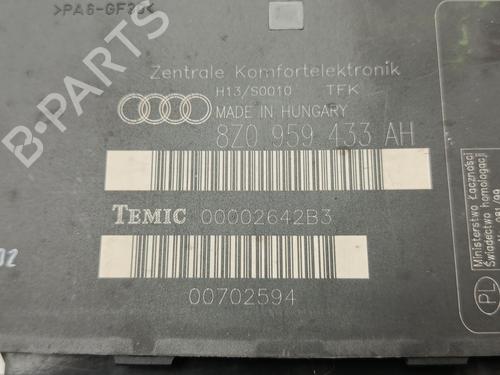 >PA6-GF30<
Zentrale Komfortelektronik
H13/S0010 TFK
MADE IN HUNGARY
8Z0 959 433 AH
TEMIC 00002642B3
00702594
Ministerstwo Łączności
Świadectwo homologacji
PL
B-PARTS